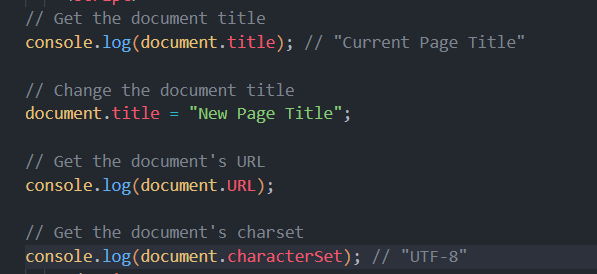 // Get the document title
console.log(document.title); // "Current Page Title"
// Change the document title
document.title = "New Page Title";
// Get the document's URL
console.log(document.URL);
// Get the document's charset
console.log(document.characterSet); // "UTF-8"